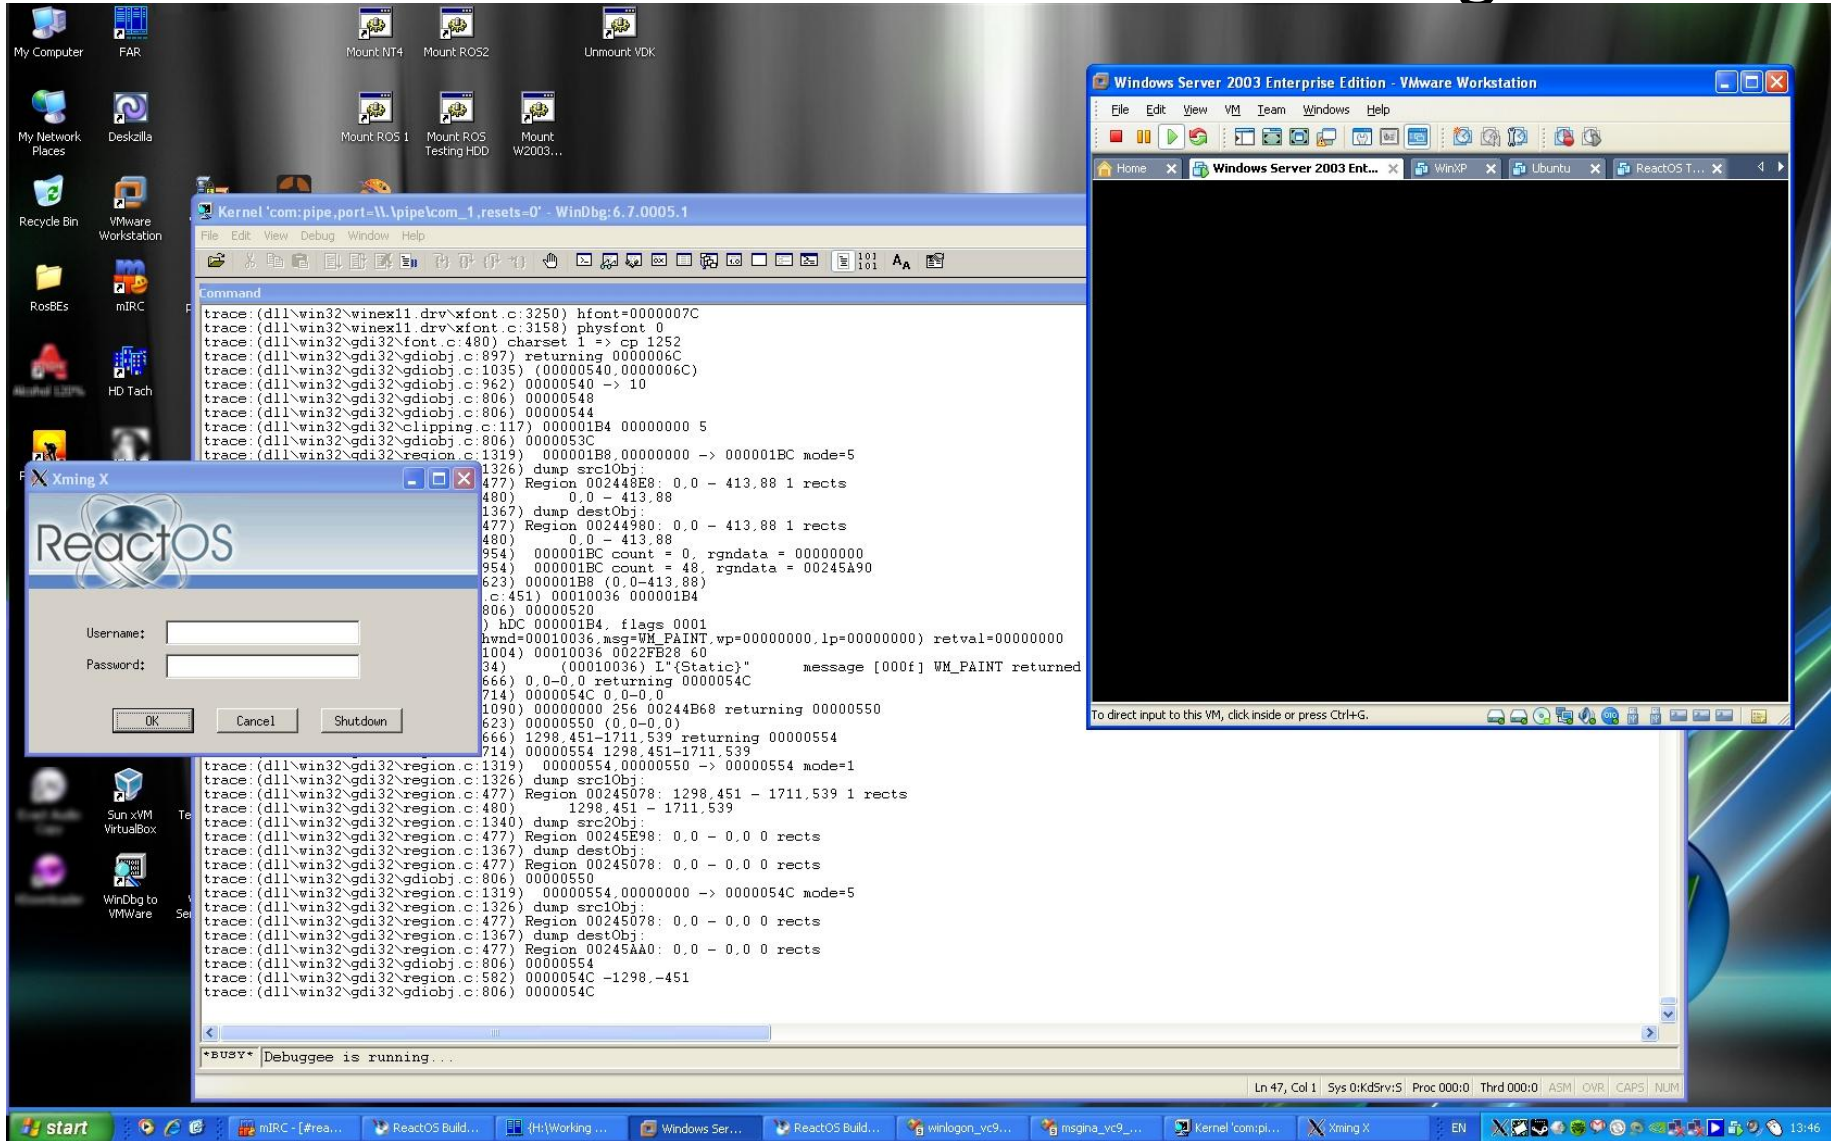 My Computer
FAR
Mount NT4
Mount ROS2
Unmount VDK
My Network
Places
Deskzilla
Mount ROS 1
Mount ROS
Testing HDD
Mount
W2003...
Recycle Bin
VMware
Workstation
RosBEs
mIRC
HD Tach
Sun xVM
VirtualBox
WinDbg to
VMWare
Windows Server 2003 Enterprise Edition - VMware Workstation
File Edit View VM Team Windows Help
Home Windows Server 2003 Ent... WinXP Ubuntu ReactOS T...
To direct input to this VM, click inside or press Ctrl+G.
Kernel 'com:pipe,port=\\.\pipe\com_1,resets=0' - WinDbg:6.7.0005.1
File Edit View Debug Window Help
Command
trace:(dll\win32\winex11.drv\xfont.c:3250) hfont=0000007C
trace:(dll\win32\winex11.drv\xfont.c:3158) physfont 0
trace:(dll\win32\gdi32\font.c:480) charset 1 => cp 1252
trace:(dll\win32\gdi32\gdiobj.c:897) returning 0000006C
trace:(dll\win32\gdi32\gdiobj.c:1035) (00000540,0000006C)
trace:(dll\win32\gdi32\gdiobj.c:962) 00000540 -> 10
trace:(dll\win32\gdi32\gdiobj.c:806) 00000548
trace:(dll\win32\gdi32\gdiobj.c:806) 00000544
trace:(dll\win32\gdi32\clipping.c:117) 000001B4 00000000 5
trace:(dll\win32\gdi32\gdiobj.c:806) 0000053C
trace:(dll\win32\gdi32\region.c:1319) 000001B8,00000000 -> 000001BC mode=5
1326) dump src1Obj:
477) Region 002448E8: 0,0 - 413,88 1 rects
480) 0,0 - 413,88
1367) dump destObj:
477) Region 00244980: 0,0 - 413,88 1 rects
480) 0,0 - 413,88
954) 000001BC count = 0, rgndata = 00000000
954) 000001BC count = 48, rgndata = 00245A90
623) 000001B8 (0,0-413,88)
.c:451) 00010036 000001B4
806) 00000520
) hDC 000001B4, flags 0001
hwnd=00010036,msg=WM_PAINT,wp=00000000,lp=00000000) retval=00000000
1004) 00010036 0022FB28 60
34) (00010036) L"{Static}" message [000f] WM_PAINT returned
666) 0,0-0,0 returning 0000054C
714) 0000054C 0,0-0,0
1090) 00000000 256 00244B68 returning 00000550
623) 00000550 (0,0-0,0)
666) 1298,451-1711,539 returning 00000554
714) 00000554 1298,451-1711,539
trace:(dll\win32\gdi32\region.c:1319) 00000554,00000550 -> 00000554 mode=1
trace:(dll\win32\gdi32\region.c:1326) dump src1Obj:
trace:(dll\win32\gdi32\region.c:477) Region 00245078: 1298,451 - 1711,539 1 rects
trace:(dll\win32\gdi32\region.c:480) 1298,451 - 1711,539
trace:(dll\win32\gdi32\region.c:1340) dump src2Obj:
trace:(dll\win32\gdi32\region.c:477) Region 00245E98: 0,0 - 0,0 0 rects
trace:(dll\win32\gdi32\region.c:1367) dump destObj:
trace:(dll\win32\gdi32\region.c:477) Region 00245078: 0,0 - 0,0 0 rects
trace:(dll\win32\gdi32\gdiobj.c:806) 00000550
trace:(dll\win32\gdi32\region.c:1319) 00000554,00000000 -> 0000054C mode=5
trace:(dll\win32\gdi32\region.c:1326) dump src1Obj:
trace:(dll\win32\gdi32\region.c:477) Region 00245078: 0,0 - 0,0 0 rects
trace:(dll\win32\gdi32\region.c:1367) dump destObj:
trace:(dll\win32\gdi32\region.c:477) Region 00245AA0: 0,0 - 0,0 0 rects
trace:(dll\win32\gdi32\gdiobj.c:806) 00000554
trace:(dll\win32\gdi32\region.c:582) 0000054C -1298,-451
trace:(dll\win32\gdi32\gdiobj.c:806) 0000054C
*BUSY* Debuggee is running...
Ln 47, Col 1 Sys 0:KdSrv:S Proc 000:0 Thrd 000:0 ASM OVR CAPS NUM
Xming X
ReactOS
Username:
Password:
OK Cancel Shutdown
start mIRC - [#rea... ReactOS Build... {H:\Working ... Windows Ser... ReactOS Build... winlogon_vc9... msgina_vc9_... Kernel 'com:pi... Xming X EN 13:46